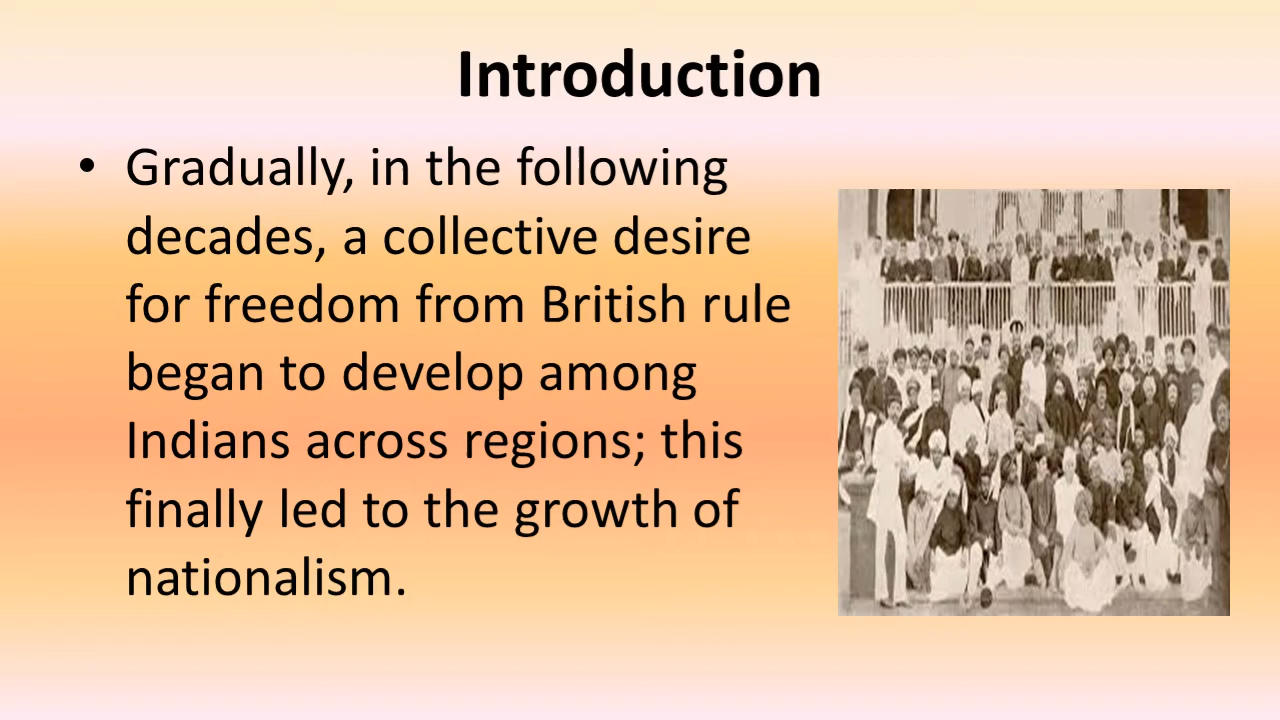 Introduction
• Gradually, in the following
decades, a collective desire
for freedom from British rule
began to develop among
Indians across regions; this
finally led to the growth of
nationalism.